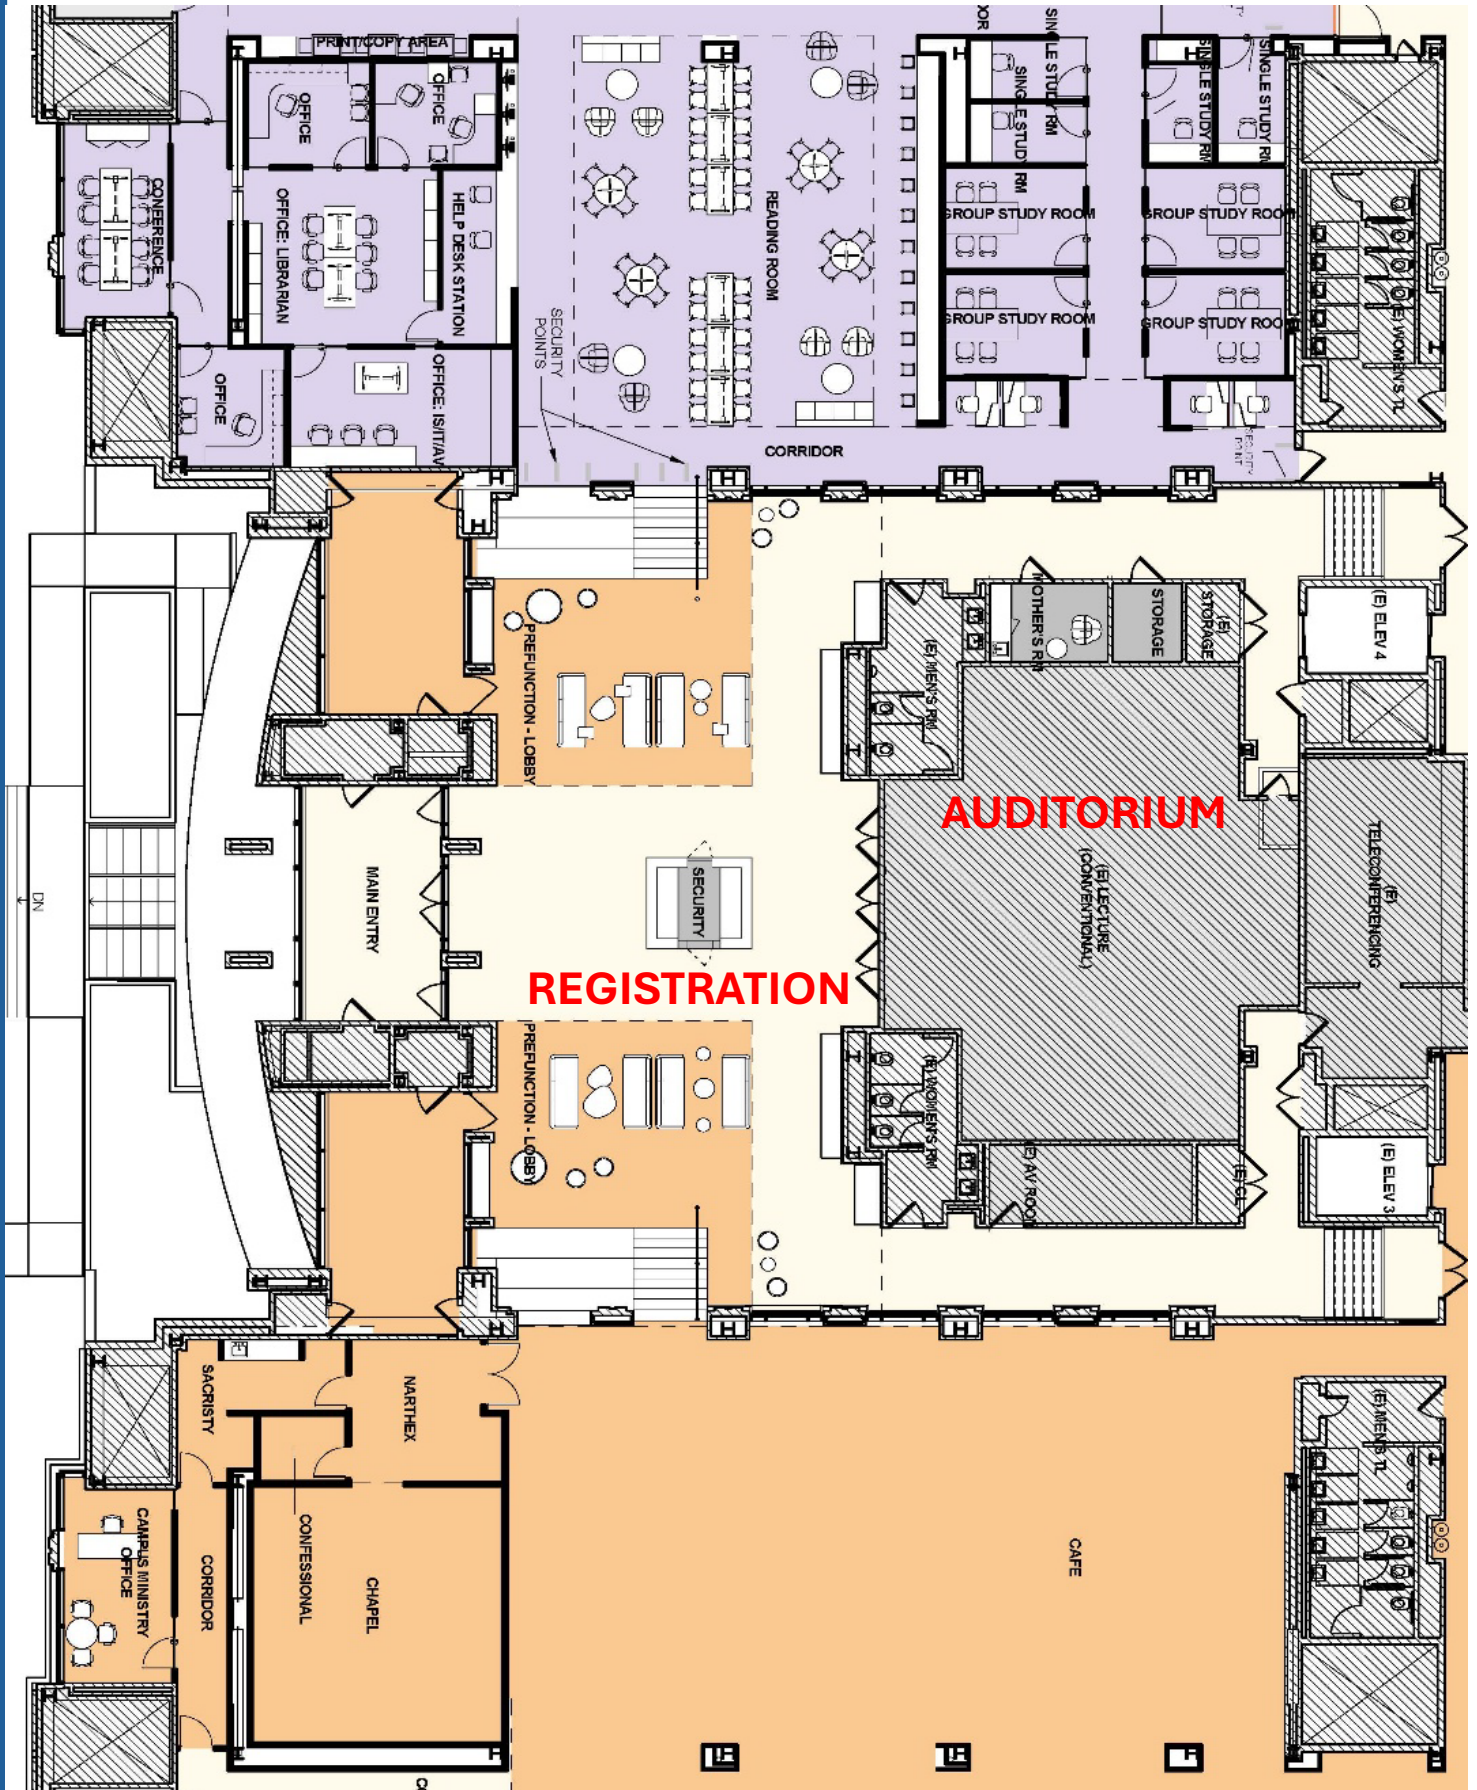 PRINT/COPY AREA
OFFICE
OFFICE
CONFERENCE
OFFICE: LIBRARIAN
HELP DESK STATION
READING ROOM
SINGLE STUDY RM
SINGLE STUDY RM
SINGLE STUDY RM
SINGLE STUDY RM
GROUP STUDY ROOM
GROUP STUDY ROOM
GROUP STUDY ROOM
GROUP STUDY ROOM
(E) WOMEN'S TL
SECURITY
POINTS
OFFICE
OFFICE: IS/IT/AV
CORRIDOR
SECURITY
POINT
PREFUNCTION - LOBBY
(E) MEN'S RM
MOTHER'S RM
STORAGE
(E)
STORAGE
(E) ELEV 4
AUDITORIUM
MAIN ENTRY
SECURITY
(E) LECTURE
(CONVENTIONAL)
(E)
TELECONFERENCING
DN
REGISTRATION
PREFUNCTION - LOBBY
(E) WOMEN'S RM
(E) AV ROOM
(E) CL
(E) ELEV 3
SACRISTY
NARTHEX
(E) MEN'S TL
CAMPUS MINISTRY
OFFICE
CORRIDOR
CONFESSIONAL
CHAPEL
CAFE